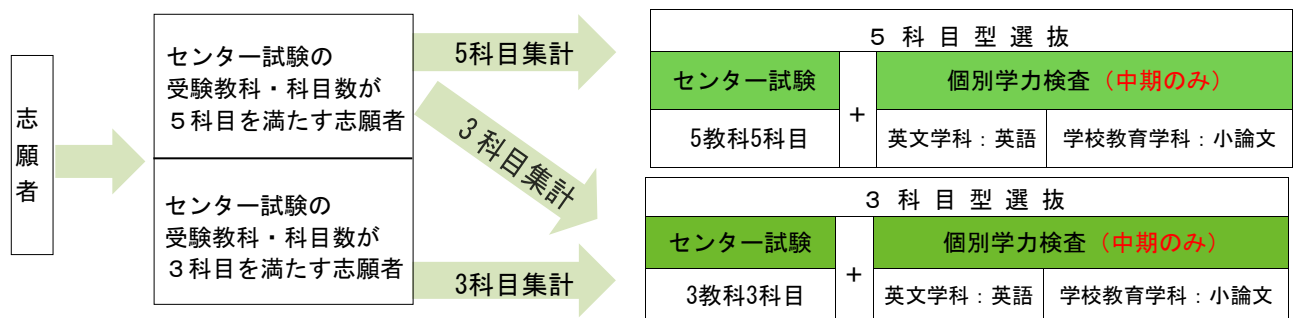 志
願
者
センター試験の
受験教科・科目数が
５科目を満たす志願者
センター試験の
受験教科・科目数が
３科目を満たす志願者
5科目集計
３科目集計
3科目集計
５科目型選抜
センター試験
+
個別学力検査（中期のみ）
5教科5科目
英文学科：英語
学校教育学科：小論文
３科目型選抜
センター試験
+
個別学力検査（中期のみ）
3教科3科目
英文学科：英語
学校教育学科：小論文